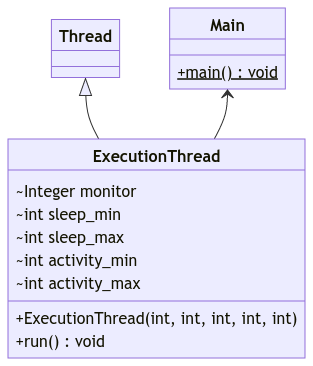 Thread
Main
+main() : void
ExecutionThread
~Integer monitor
~int sleep_min
~int sleep_max
~int activity_min
~int activity_max
+ExecutionThread(int, int, int, int, int)
+run() : void